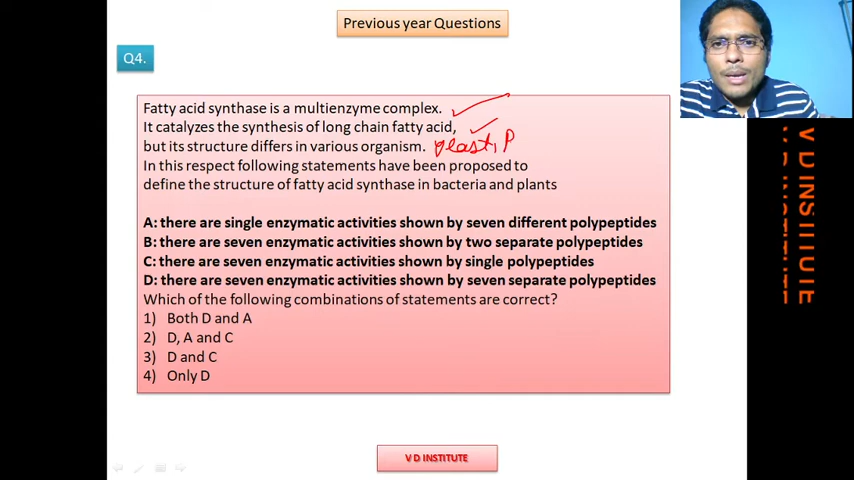 Previous year Questions
Q4.
Fatty acid synthase is a multienzyme complex.
It catalyzes the synthesis of long chain fatty acid,
but its structure differs in various organism. yeast, P
In this respect following statements have been proposed to
define the structure of fatty acid synthase in bacteria and plants
A: there are single enzymatic activities shown by seven different polypeptides
B: there are seven enzymatic activities shown by two separate polypeptides
C: there are seven enzymatic activities shown by single polypeptides
D: there are seven enzymatic activities shown by seven separate polypeptides
Which of the following combinations of statements are correct?
1) Both D and A
2) D, A and C
3) D and C
4) Only D
V D INSTITUTE
V D INSTITUTE
V D INSTITUTE